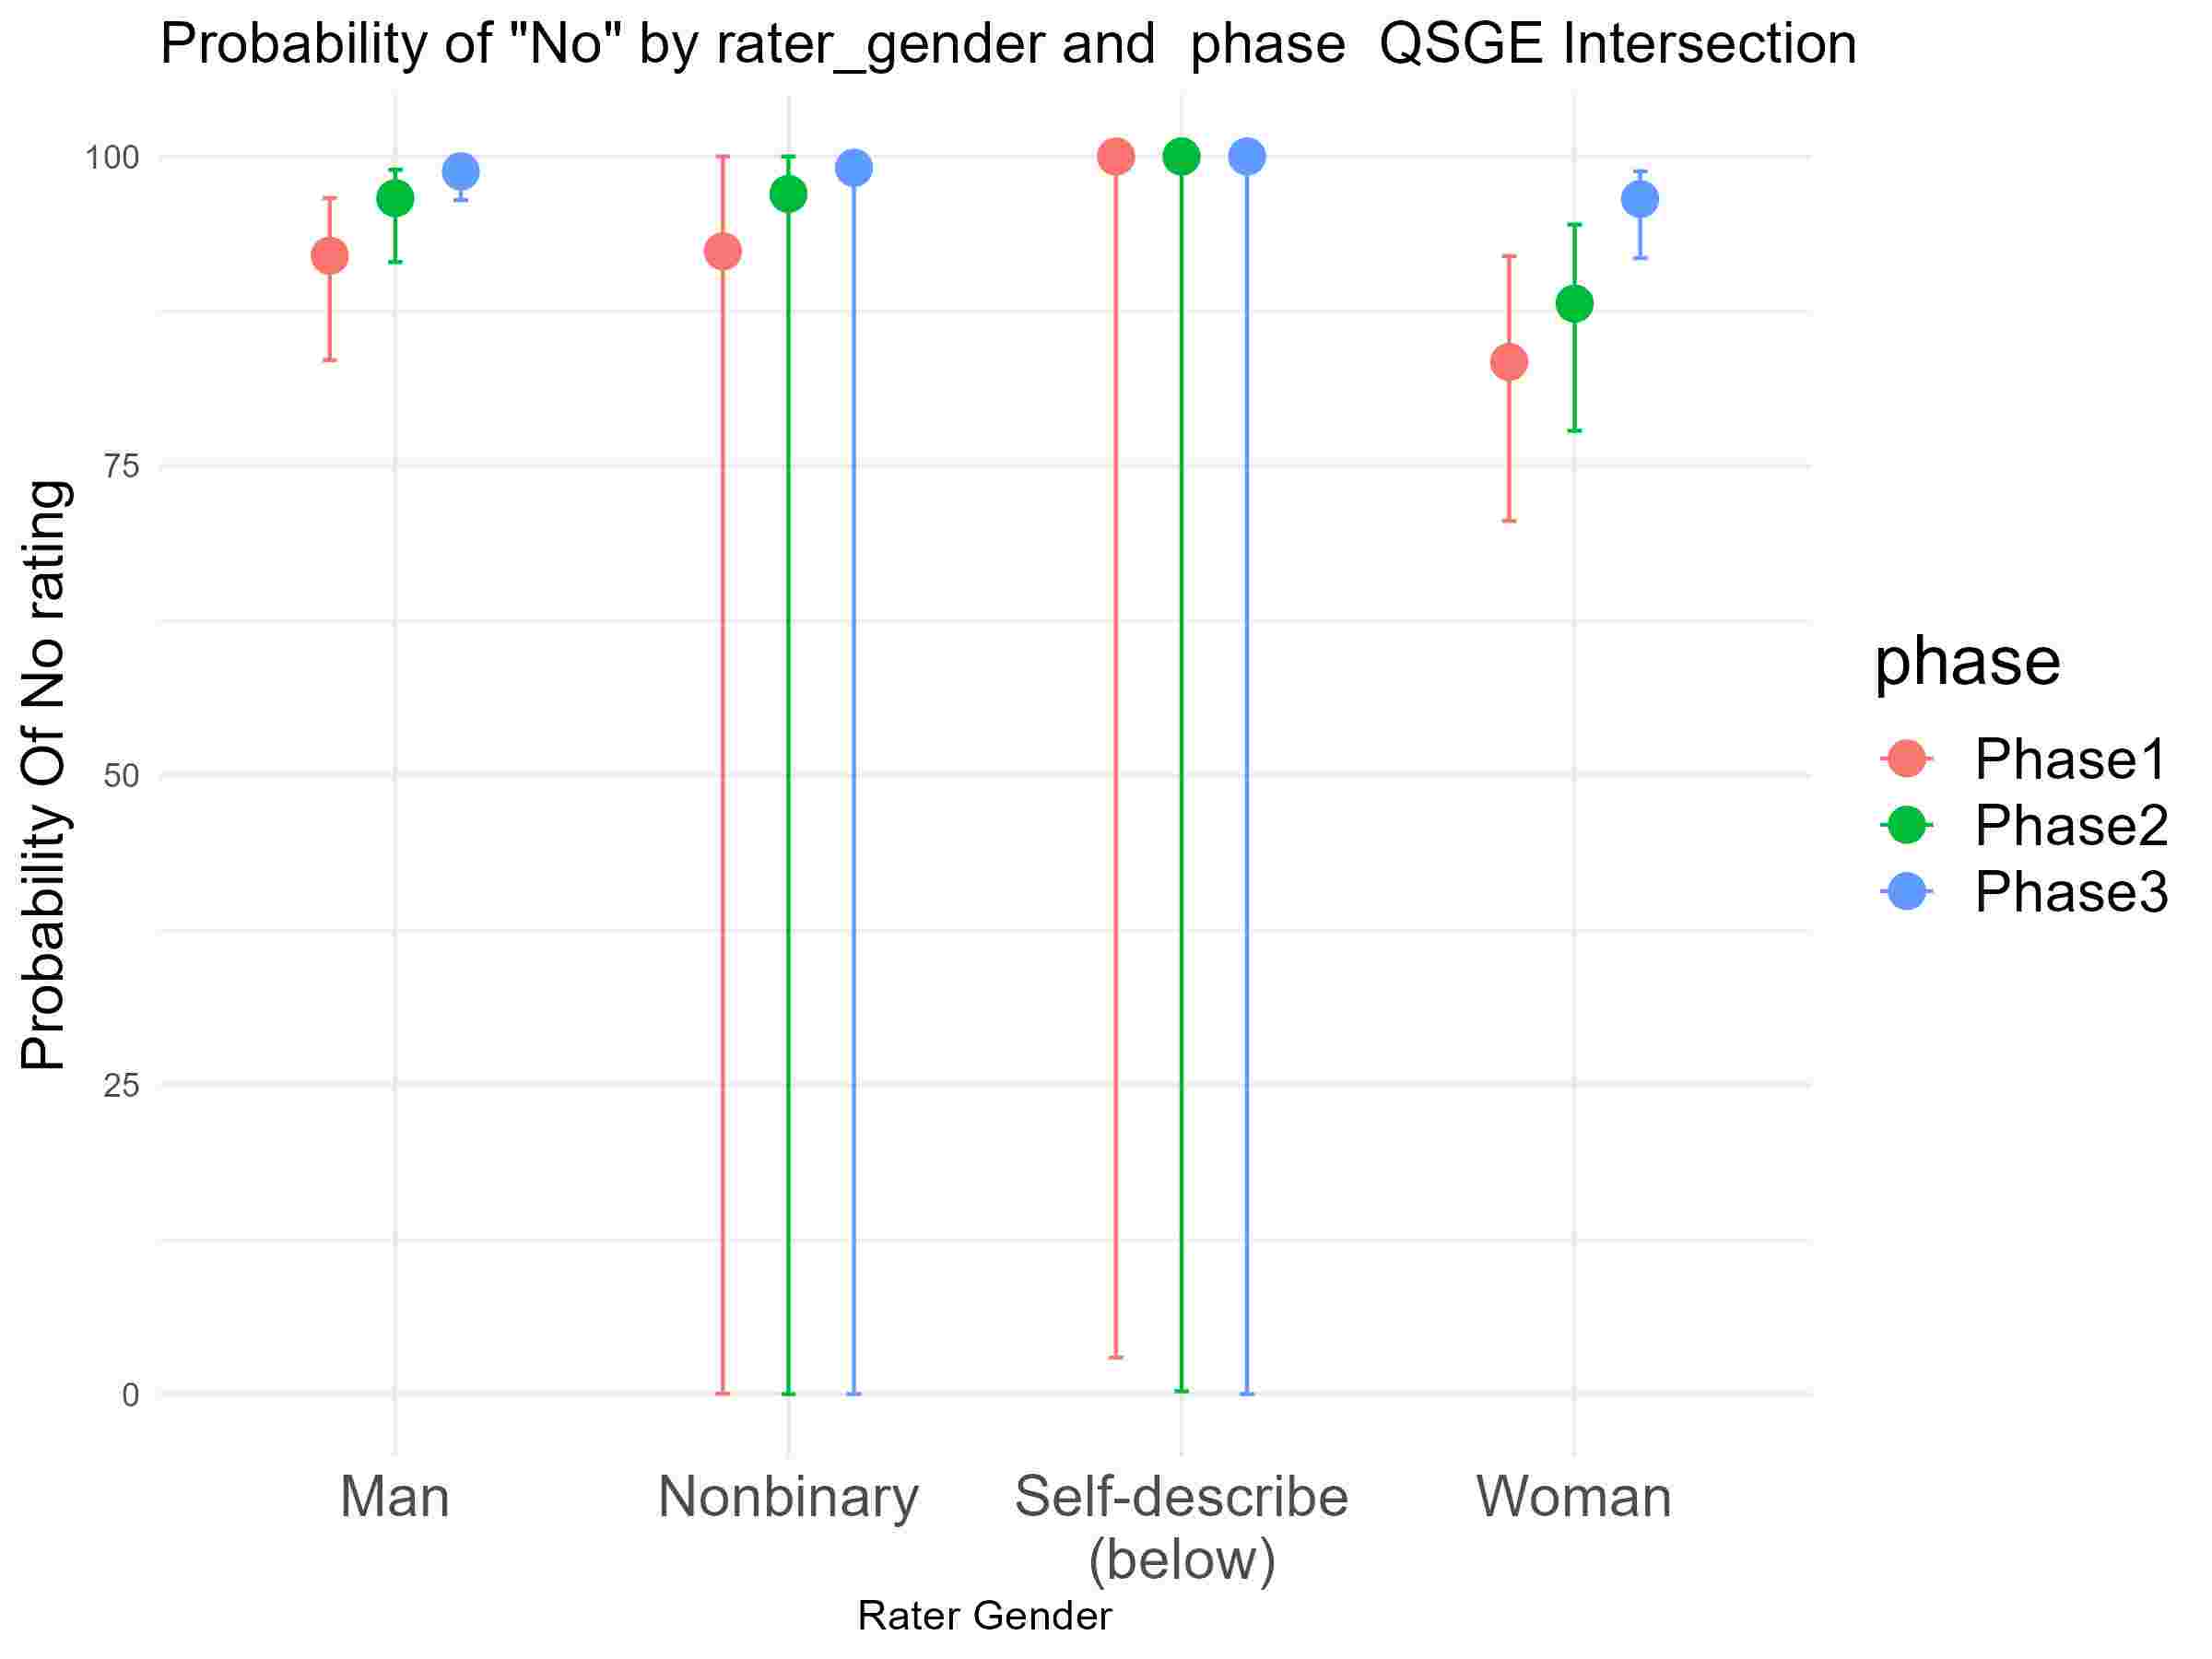 Probability of "No" by rater_gender and  phase  QSGE Intersection
Probability Of No rating
100
75
50
25
0
Man
Nonbinary
Self-describe
(below)
Woman
Rater Gender
phase
Phase1
Phase2
Phase3